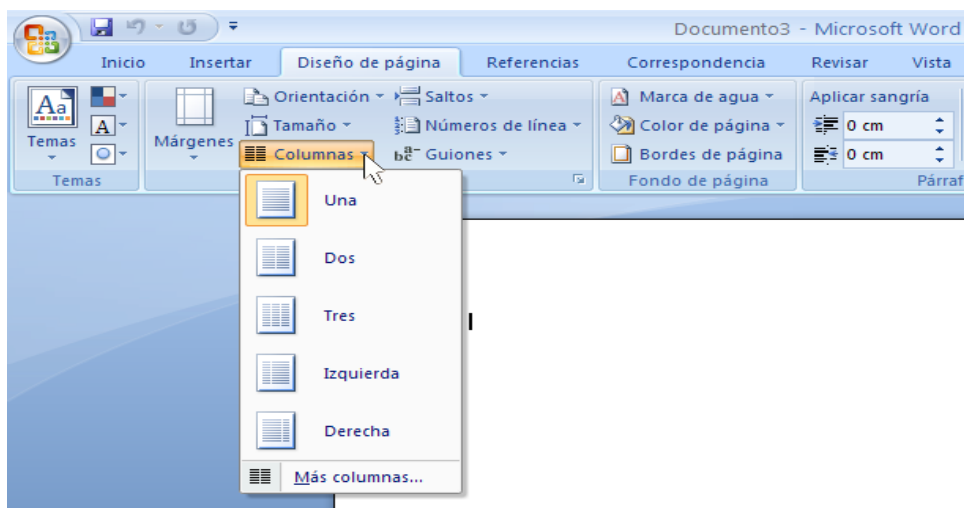 Documento3 - Microsoft Word
Inicio Insertar Diseño de página Referencias Correspondencia Revisar Vista
Aa Orientación Saltos Marca de agua Aplicar sangría
A Tamaño Números de línea Color de página 0 cm
Temas Márgenes Columnas Guiones Bordes de página 0 cm
Temas Fondo de página Párraf
Una
Dos
Tres
Izquierda
Derecha
Más columnas...